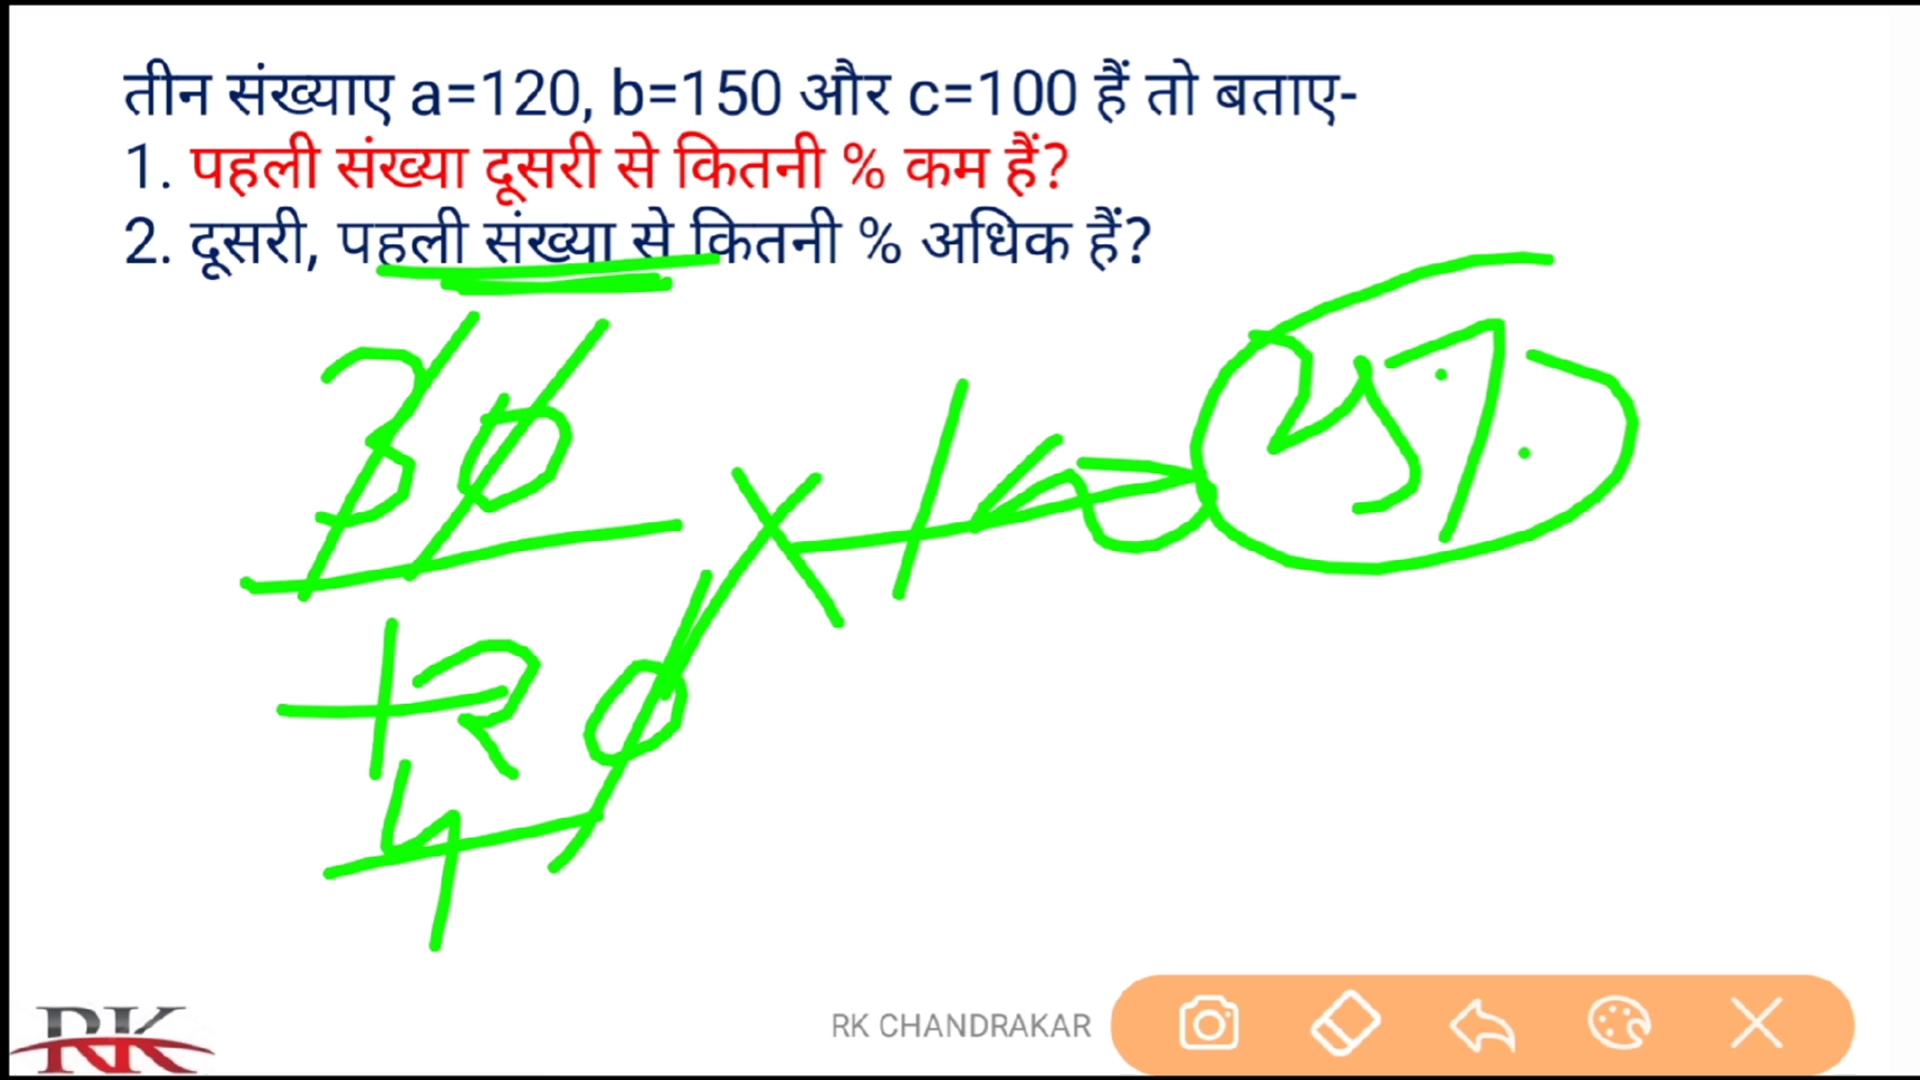 तीन संख्याए a=120, b=150 और c=100 हैं तो बताए-
1. पहली संख्या दूसरी से कितनी % कम हैं?
2. दूसरी, पहली संख्या से कितनी % अधिक हैं?
30
× 100
25%
120
4
RK CHANDRAKAR
RK